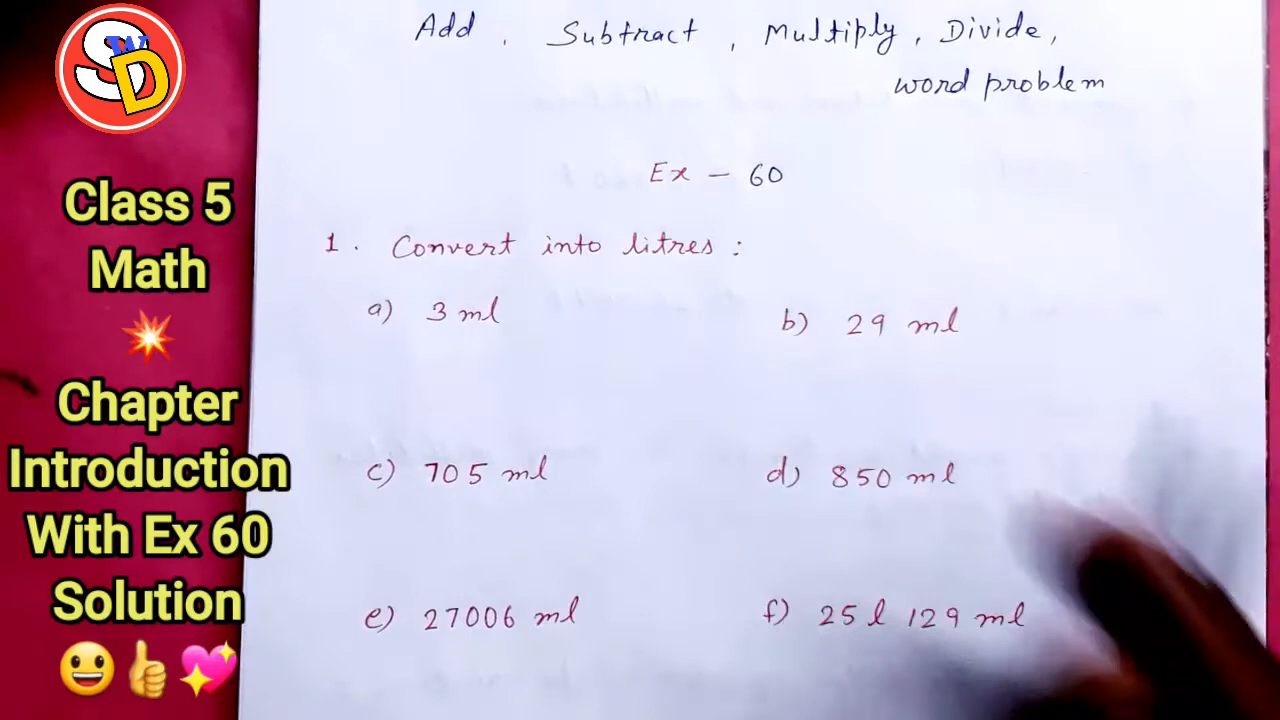 SWD
Class 5
Math
💥
Chapter
Introduction
With Ex 60
Solution
😀👍💖
Add, Subtract, Multiply, Divide,
word problem
Ex - 60
1. Convert into litres:
a) 3 ml b) 29 ml
c) 705 ml d) 850 ml
e) 27006 ml f) 25 l 129 ml